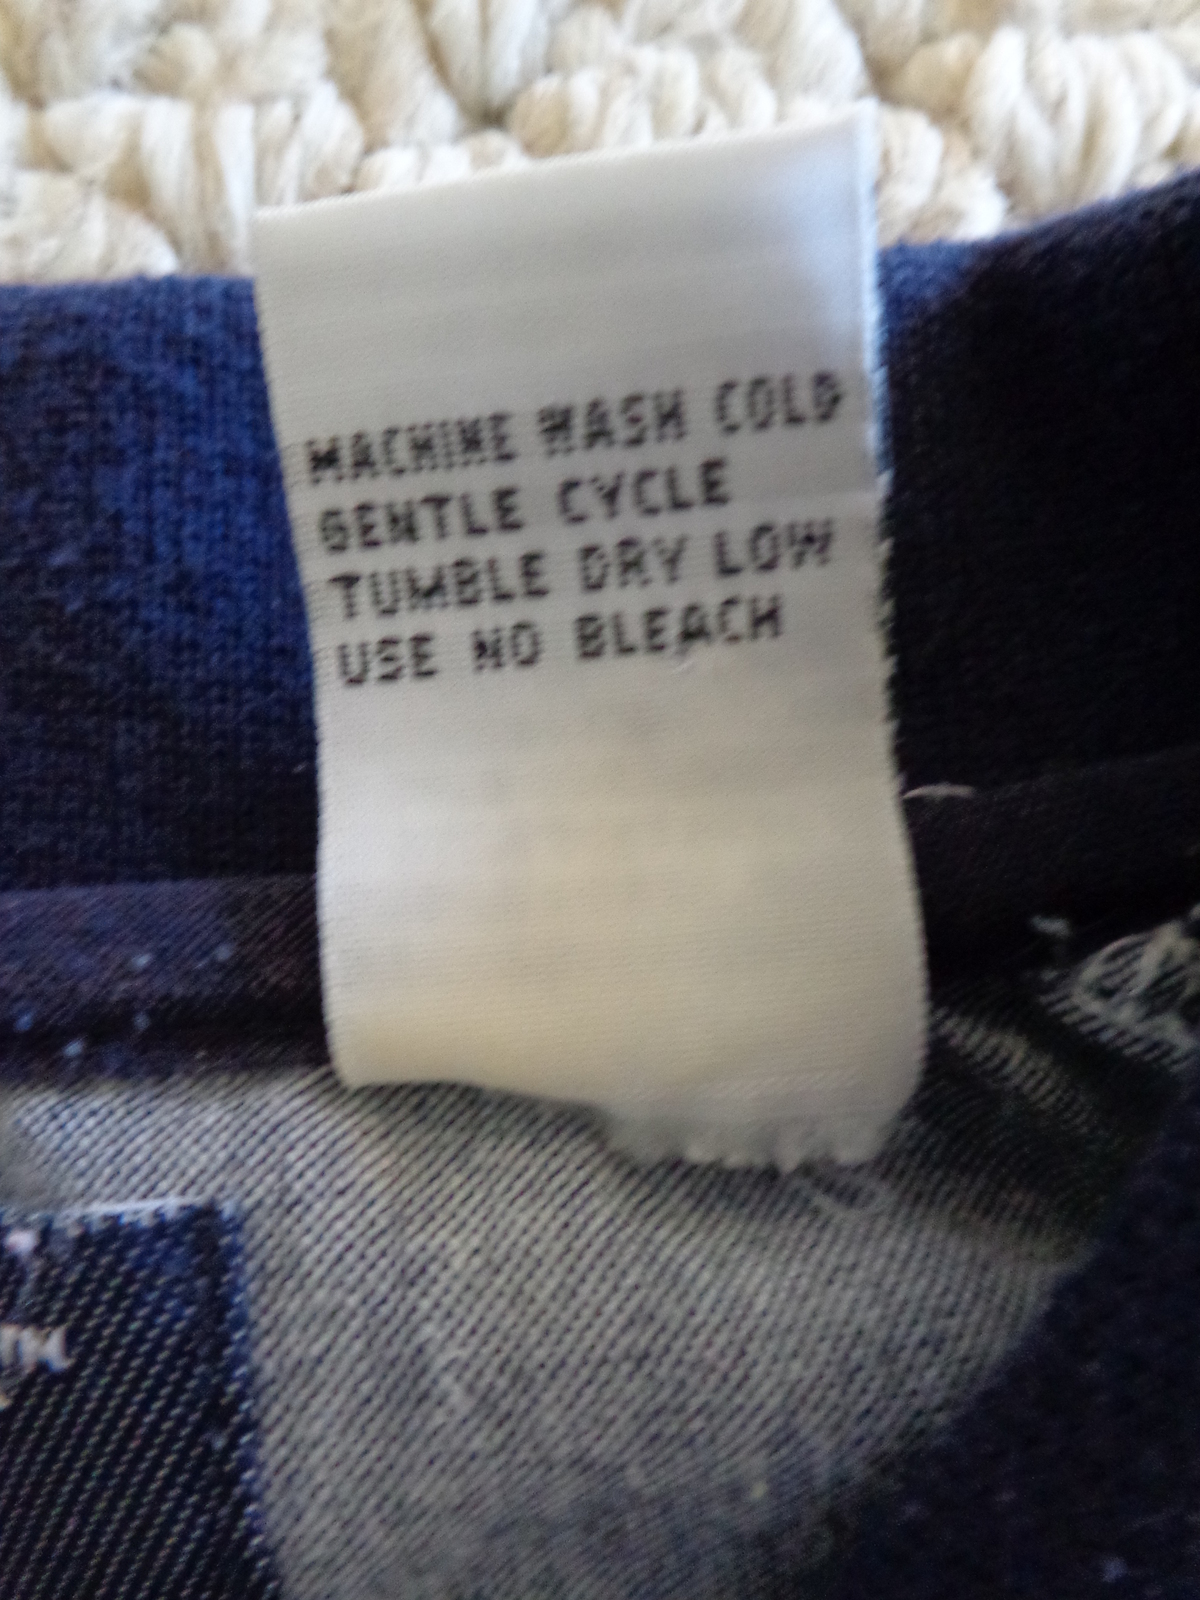 MACHINE WASH COLD
GENTLE CYCLE
TUMBLE DRY LOW
USE NO BLEACH